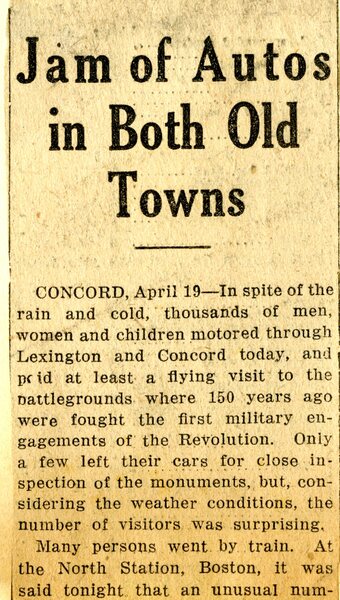 Jam of Autos
in Both Old
Towns
CONCORD, April 19—In spite of the
rain and cold, thousands of men,
women and children motored through
Lexington and Concord today, and
paid at least a flying visit to the
battlegrounds where 150 years ago
were fought the first military en-
gagements of the Revolution. Only
a few left their cars for close in-
spection of the monuments, but, con-
sidering the weather conditions, the
number of visitors was surprising.
Many persons went by train. At
the North Station, Boston, it was
said tonight that an unusual num-